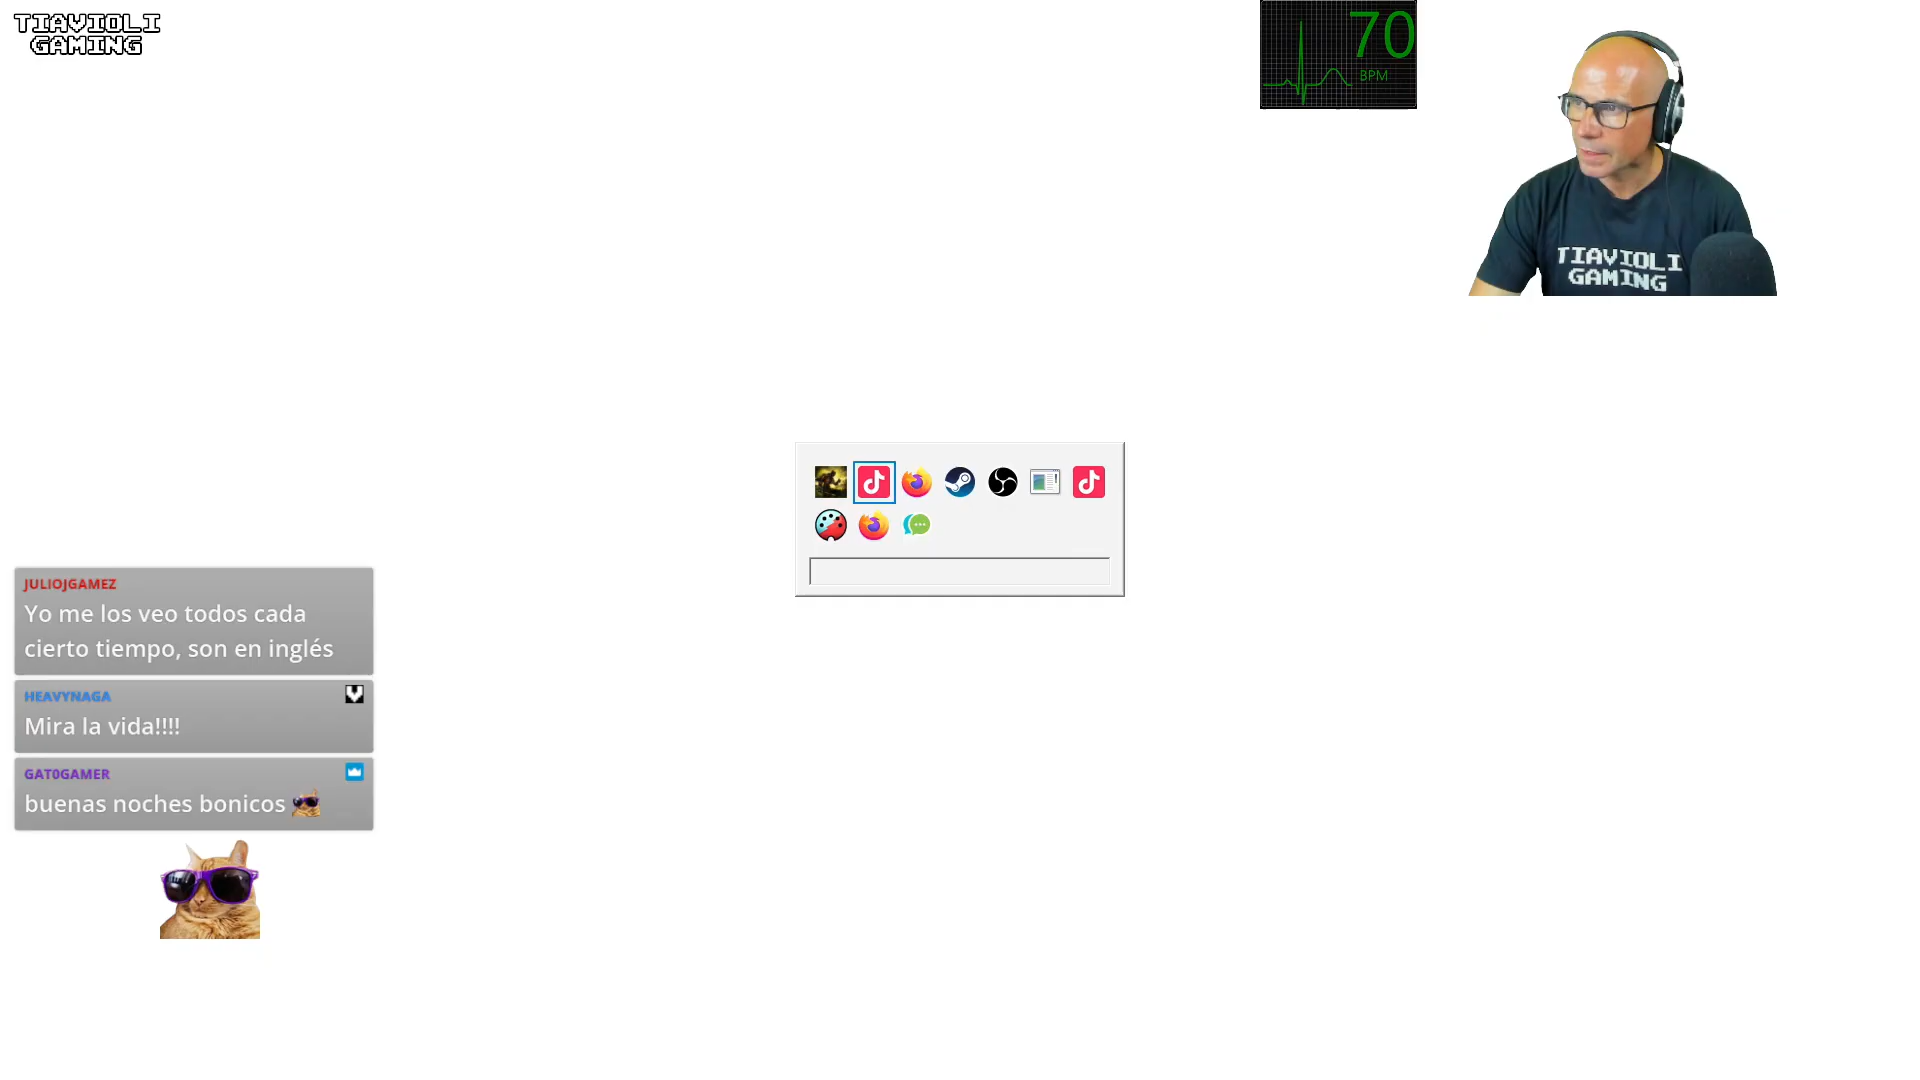 TIAVIOLI
GAMING
70
BPM
TIAVIOLI
GAMING
JULIOJGAMEZ
Yo me los veo todos cada
cierto tiempo, son en inglés
HEAVYNAGA
Mira la vida!!!!
GAT0GAMER
buenas noches bonicos